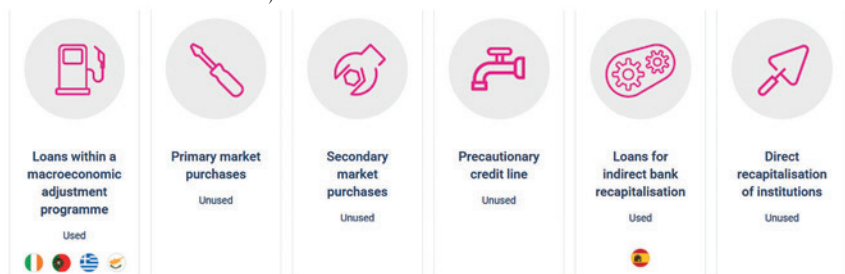 Loans within a
macroeconomic
adjustment
programme
Used
Primary market
purchases
Unused
Secondary
market
purchases
Unused
Precautionary
credit line
Unused
Loans for
indirect bank
recapitalisation
Used
Direct
recapitalisation
of institutions
Unused